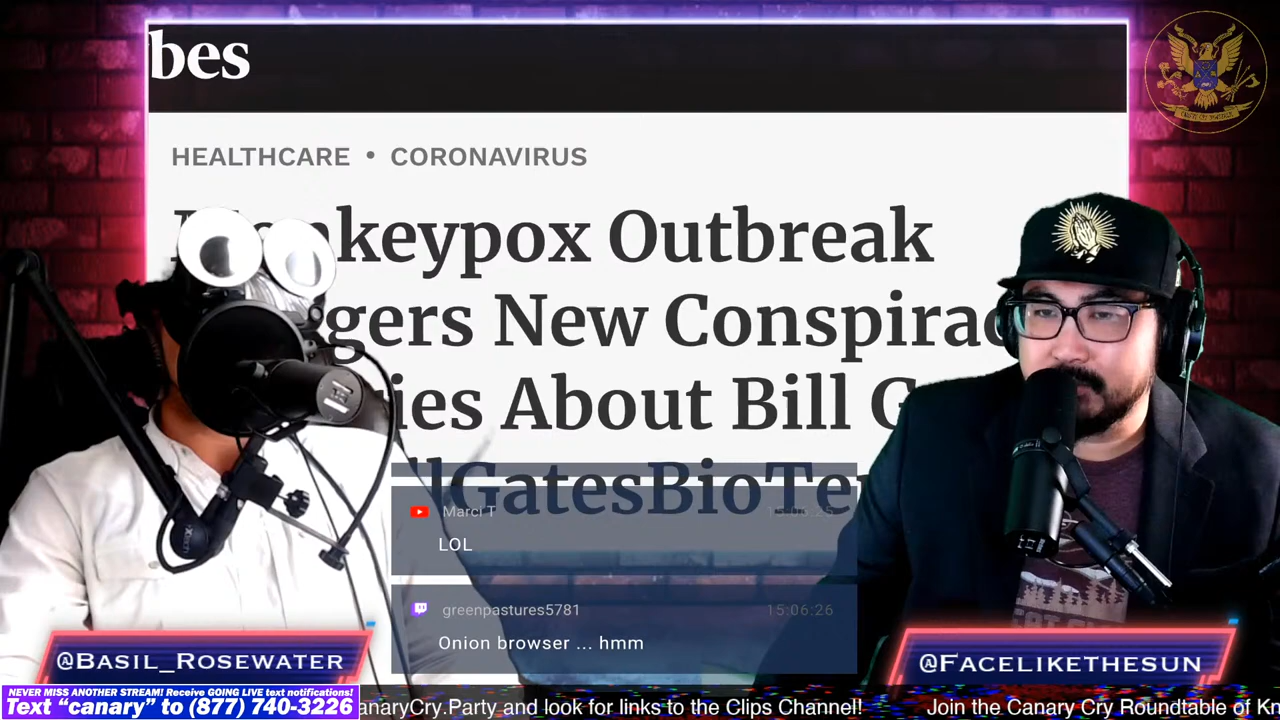 bes
HEALTHCARE • CORONAVIRUS
Monkeypox Outbreak
gers New Conspirac
ies About Bill G
llGatesBioTer
Marci T
LOL
greenpastures5781 15:06:26
Onion browser ... hmm
@BASIL_ROSEWATER
@FACELIKETHESUN
NEVER MISS ANOTHER STREAM! Receive GOING LIVE text notifications!
Text “canary” to (877) 740-3226
anaryCry.Party and look for links to the Clips Channel! Join the Canary Cry Roundtable of Kn